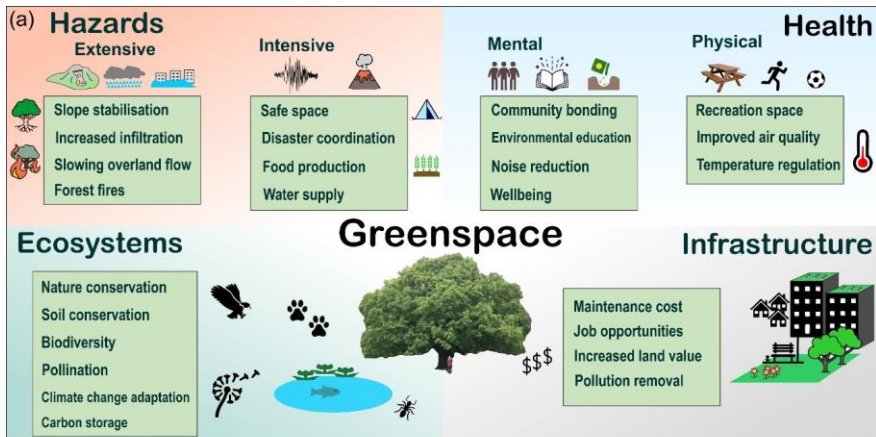 (a)
Hazards
Extensive
Slope stabilisation
Increased infiltration
Slowing overland flow
Forest fires
Intensive
Safe space
Disaster coordination
Food production
Water supply
Health
Mental
Community bonding
Environmental education
Noise reduction
Wellbeing
Physical
Recreation space
Improved air quality
Temperature regulation
Greenspace
Ecosystems
Nature conservation
Soil conservation
Biodiversity
Pollination
Climate change adaptation
Carbon storage
Infrastructure
Maintenance cost
Job opportunities
Increased land value
Pollution removal
$$$